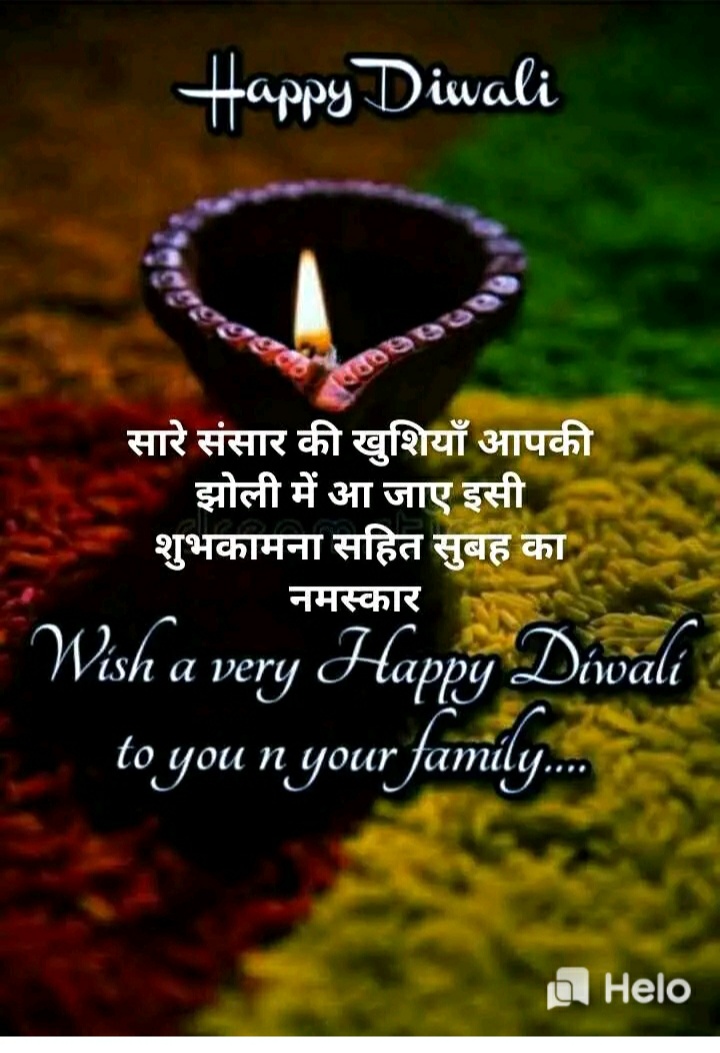 Happy Diwali
सारे संसार की खुशियाँ आपकी
झोली में आ जाए इसी
शुभकामना सहित सुबह का
नमस्कार
Wish a very Happy Diwali
to you n your family....
Helo